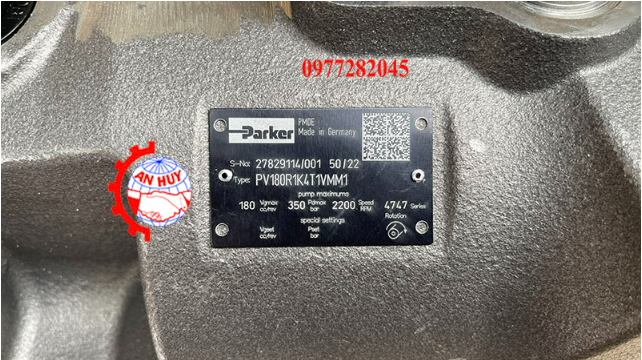 0977282045
Parker
PMDE
Made in Germany
S-No: 27829114/001 50/22
Type: PV180R1K4T1VMM1
pump maximums
180 Vgmax cc/rev 350 Pdmax bar 2200 Speed RPM 4747 Series
Rotation
special settings
Vgset cc/rev Pset bar
AN HUY